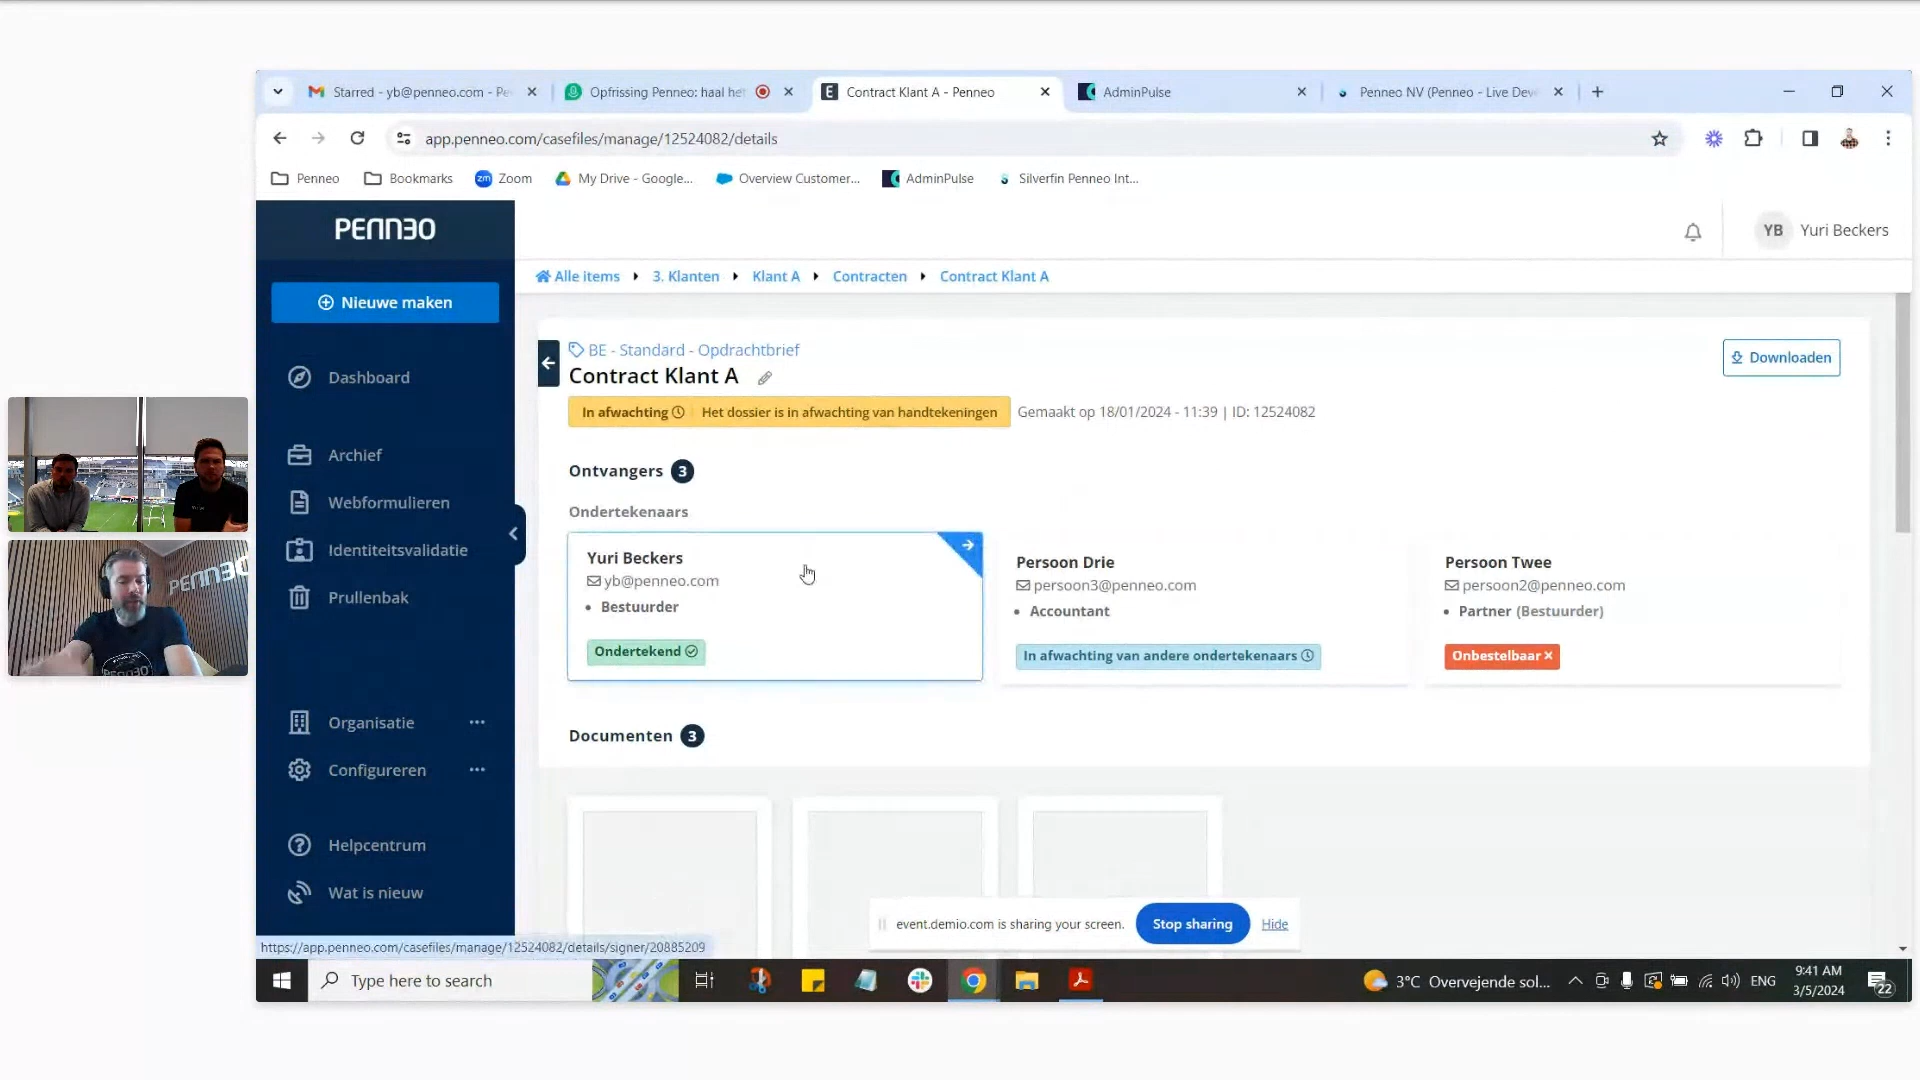 Starred - yb@penneo.com - Pe
Opfrissing Penneo: haal het
Contract Klant A - Penneo
AdminPulse
Penneo NV (Penneo - Live Dev
app.penneo.com/casefiles/manage/12524082/details
Penneo
Bookmarks
Zoom
My Drive - Google...
Overview Customer...
AdminPulse
Silverfin Penneo Int...
PENNEO
YB
Yuri Beckers
Nieuwe maken
Dashboard
Archief
Webformulieren
Identiteitsvalidatie
Prullenbak
Organisatie
Configureren
Helpcentrum
Wat is nieuw
Alle items
3. Klanten
Klant A
Contracten
Contract Klant A
BE - Standard - Opdrachtbrief
Contract Klant A
Downloaden
In afwachting
Het dossier is in afwachting van handtekeningen
Gemaakt op 18/01/2024 - 11:39 | ID: 12524082
Ontvangers 3
Ondertekenaars
Yuri Beckers
yb@penneo.com
• Bestuurder
Ondertekend
Persoon Drie
persoon3@penneo.com
• Accountant
In afwachting van andere ondertekenaars
Persoon Twee
persoon2@penneo.com
• Partner (Bestuurder)
Onbestelbaar
Documenten 3
event.demio.com is sharing your screen.
Stop sharing
Hide
https://app.penneo.com/casefiles/manage/12524082/details/signer/20885209
Type here to search
3°C Overvejende sol...
ENG
9:41 AM
3/5/2024
22
PENNEO